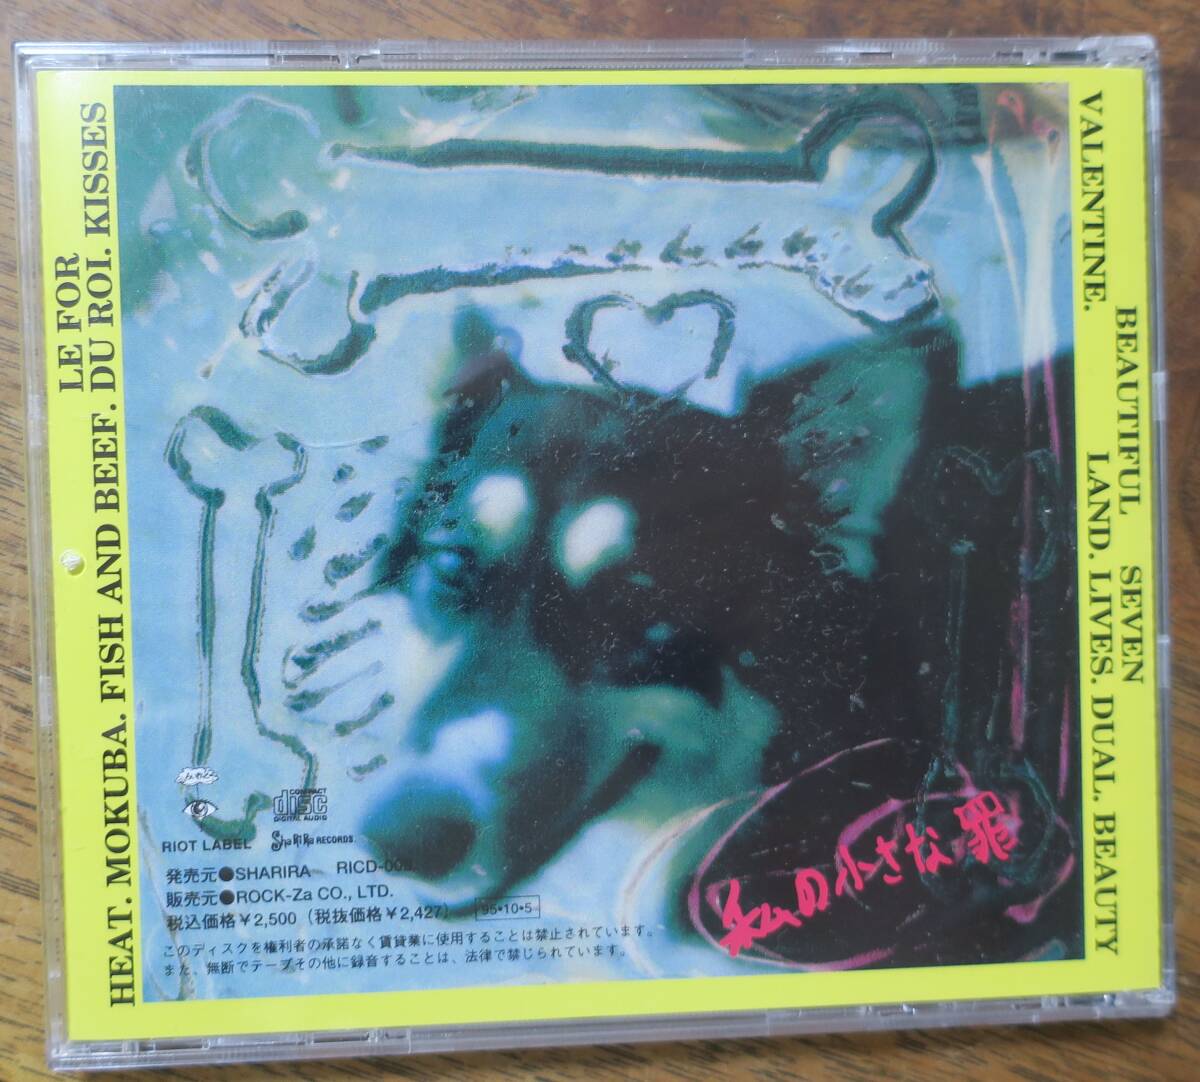 LE FOR
HEAT. MOKUBA. FISH AND BEEF. DU ROI. KISSES
BEAUTIFUL SEVEN
VALENTINE. LAND. LIVES. DUAL. BEAUTY
私の小さな罪
COMPACT
disc
DIGITAL AUDIO
RIOT LABEL ShaRiRa RECORDS.
発売元●SHARIRA
販売元●ROCK-Za CO., LTD.
税込価格￥2,500（税抜価格￥2,427） 95•10•5
このディスクを権利者の承諾なく賃貸業に使用することは禁止されています。
また、無断でテープその他に録音することは、法律で禁じられています。